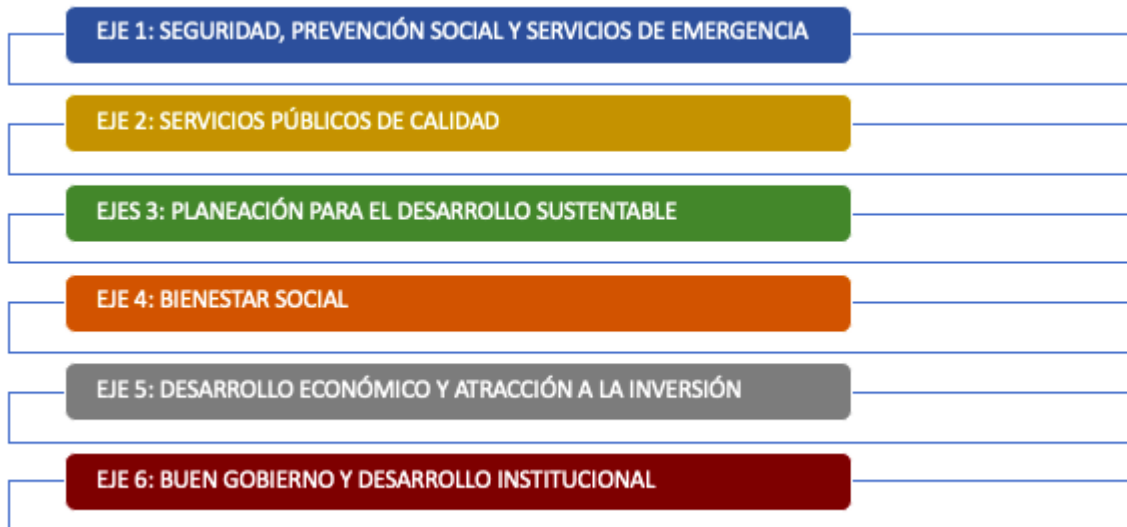 EJE 1: SEGURIDAD, PREVENCIÓN SOCIAL Y SERVICIOS DE EMERGENCIA
EJE 2: SERVICIOS PÚBLICOS DE CALIDAD
EJES 3: PLANEACIÓN PARA EL DESARROLLO SUSTENTABLE
EJE 4: BIENESTAR SOCIAL
EJE 5: DESARROLLO ECONÓMICO Y ATRACCIÓN A LA INVERSIÓN
EJE 6: BUEN GOBIERNO Y DESARROLLO INSTITUCIONAL